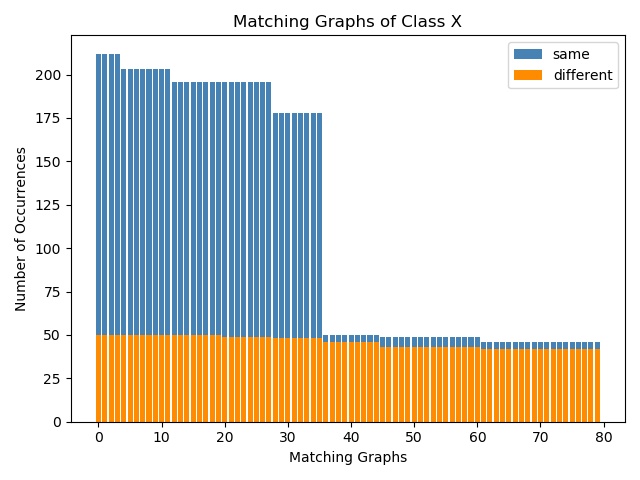 Matching Graphs of Class X
same
different
Number of Occurrences
200
175
150
125
100
75
50
25
0
0 10 20 30 40 50 60 70 80
Matching Graphs